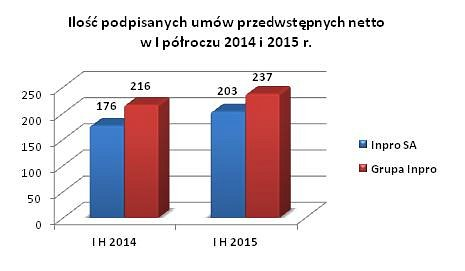 Ilość podpisanych umów przedwstępnych netto
w I półroczu 2014 i 2015 r.
216
237
176
203
250
200
150
100
50
0
Inpro SA
Grupa Inpro
I H 2014
I H 2015